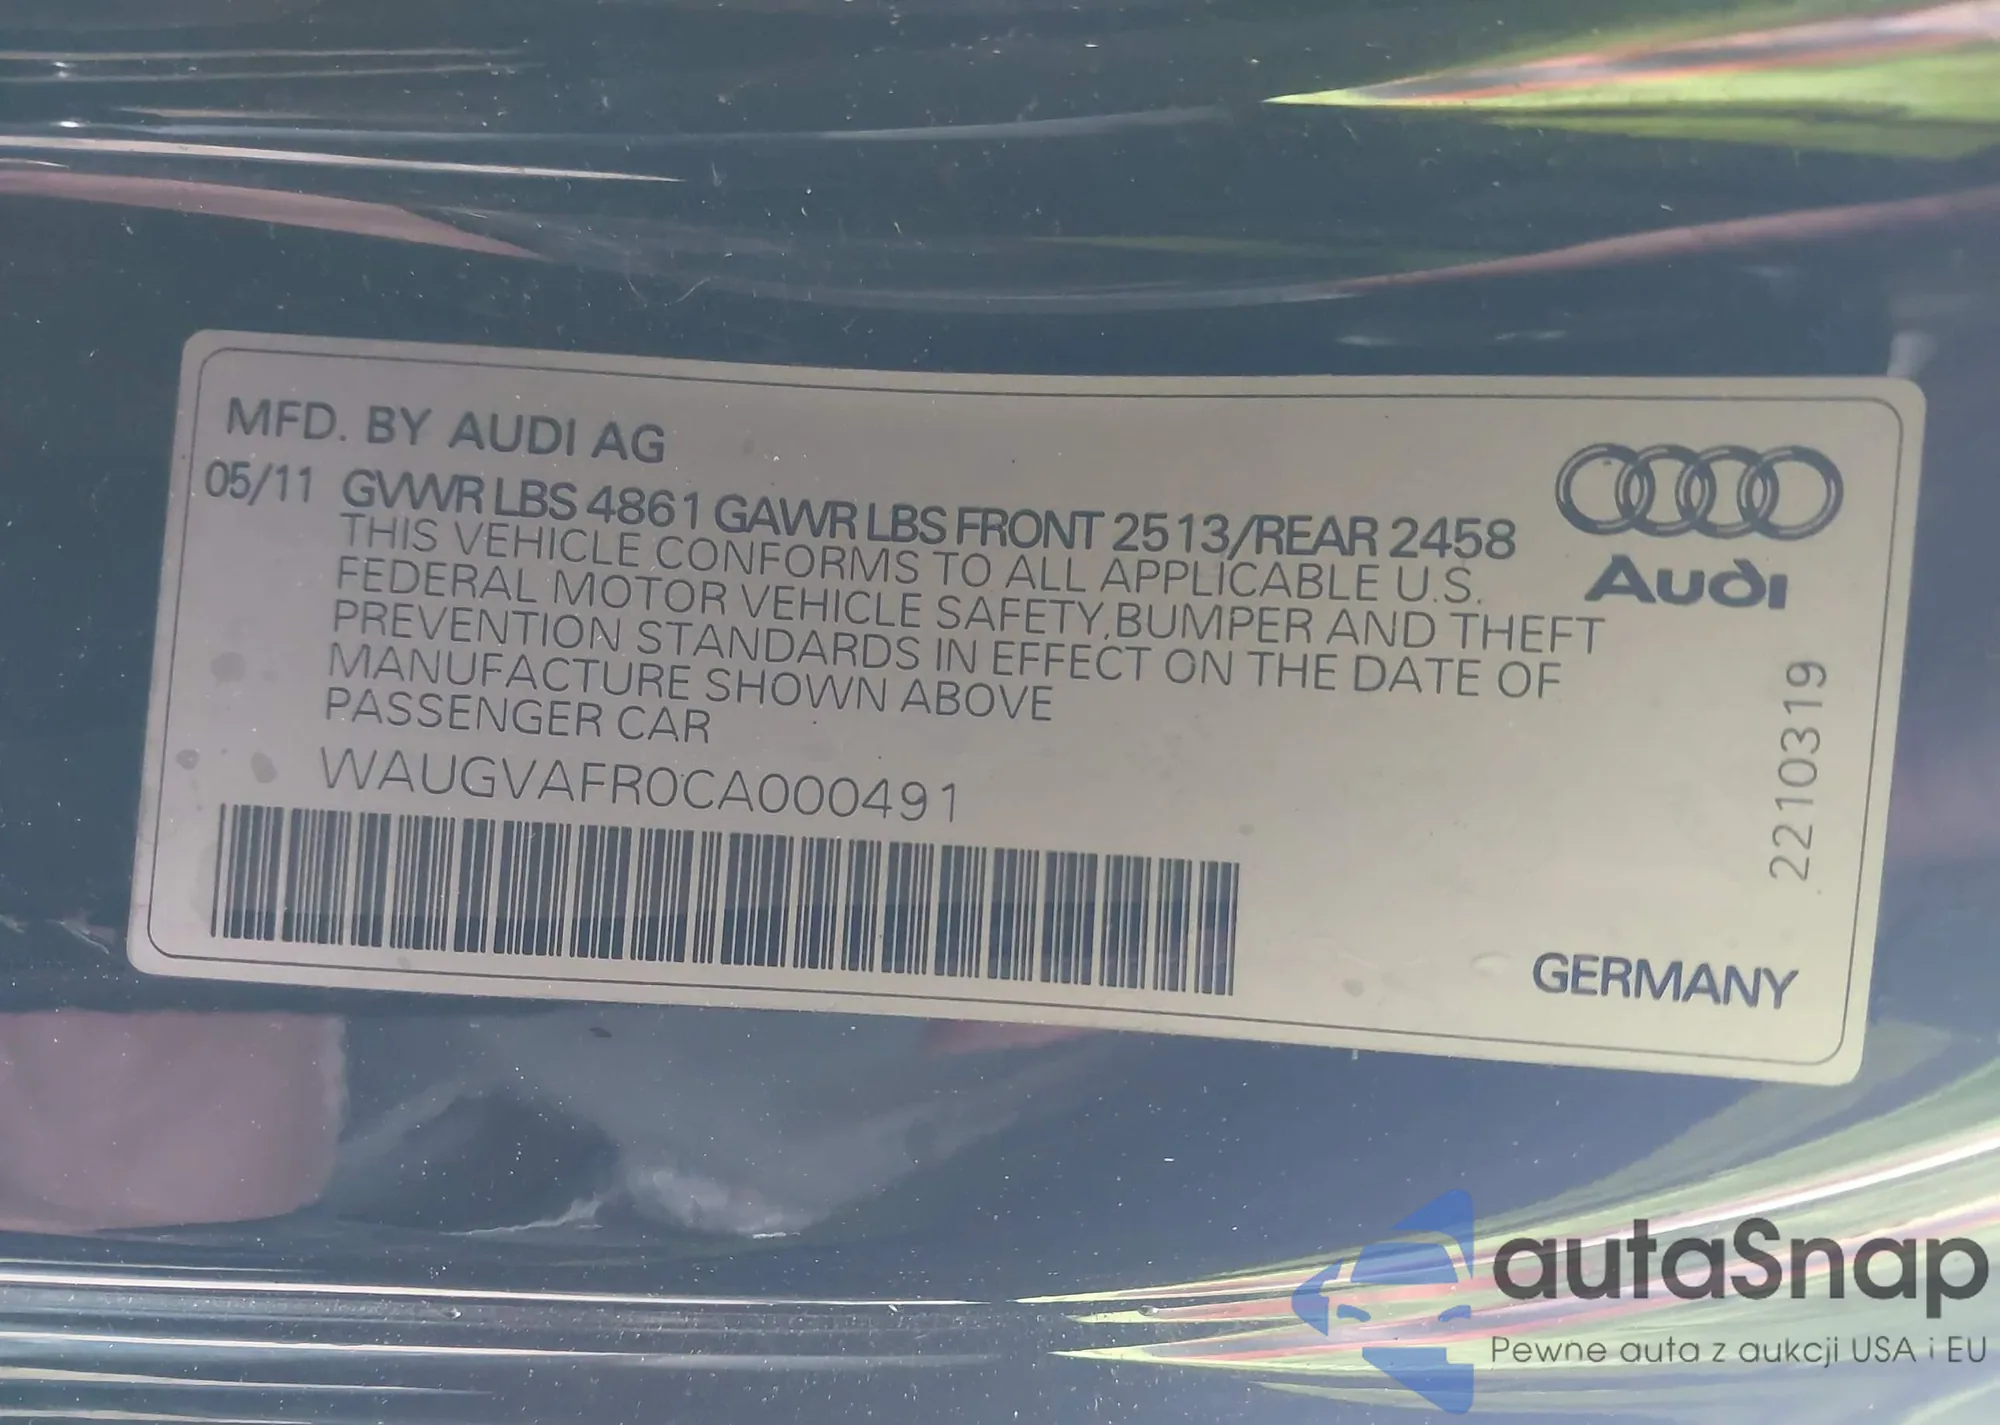 MFD. BY AUDI AG
05/11 GVWR LBS 4861 GAWR LBS FRONT 2513/REAR 2458
THIS VEHICLE CONFORMS TO ALL APPLICABLE U.S.
FEDERAL MOTOR VEHICLE SAFETY,BUMPER AND THEFT
PREVENTION STANDARDS IN EFFECT ON THE DATE OF
MANUFACTURE SHOWN ABOVE
PASSENGER CAR
WAUGVAFR0CA000491
Audi
2210319
GERMANY
autaSnap
Pewne auta z aukcji USA i EU